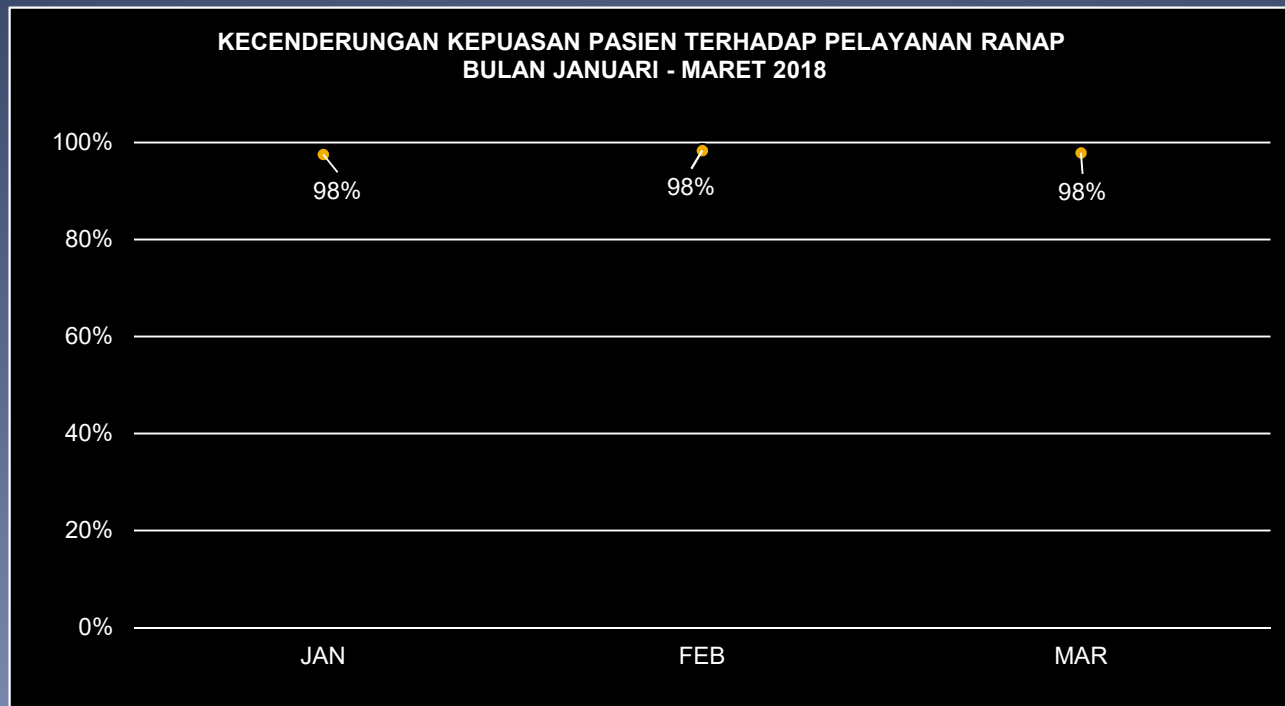 KECENDERUNGAN KEPUASAN PASIEN TERHADAP PELAYANAN RANAP
BULAN JANUARI - MARET 2018
100%
98%
98%
98%
80%
60%
40%
20%
0%
JAN
FEB
MAR